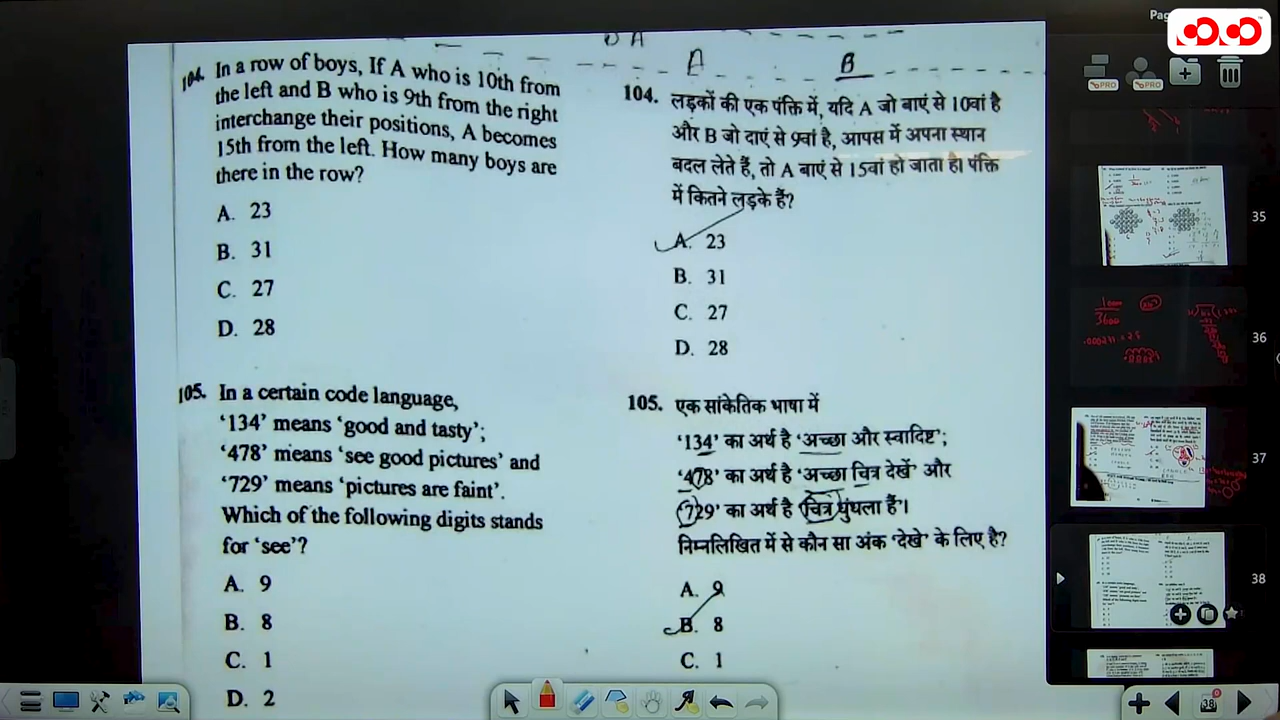 Pag
D A
A B
104. In a row of boys, If A who is 10th from
the left and B who is 9th from the right
interchange their positions, A becomes
15th from the left. How many boys are
there in the row?
A. 23
B. 31
C. 27
D. 28
105. In a certain code language,
‘134’ means ‘good and tasty’;
‘478’ means ‘see good pictures’ and
‘729’ means ‘pictures are faint’.
Which of the following digits stands
for ‘see’?
A. 9
B. 8
C. 1
D. 2
104. लड़कों की एक पंक्ति में, यदि A जो बाएं से 10वां है
और B जो दाएं से 9वां है, आपस में अपना स्थान
बदल लेते हैं, तो A बाएं से 15वां हो जाता है। पंक्ति
में कितने लड़के हैं?
A. 23
B. 31
C. 27
D. 28
105. एक सांकेतिक भाषा में
‘134’ का अर्थ है ‘अच्छा और स्वादिष्ट’;
‘478’ का अर्थ है ‘अच्छा चित्र देखें’ और
‘729’ का अर्थ है ‘चित्र धुंधला हैं’।
निम्नलिखित में से कौन सा अंक ‘देखे’ के लिए है?
A. 9
B. 8
C. 1
PRO PRO
35
36
37
38
38